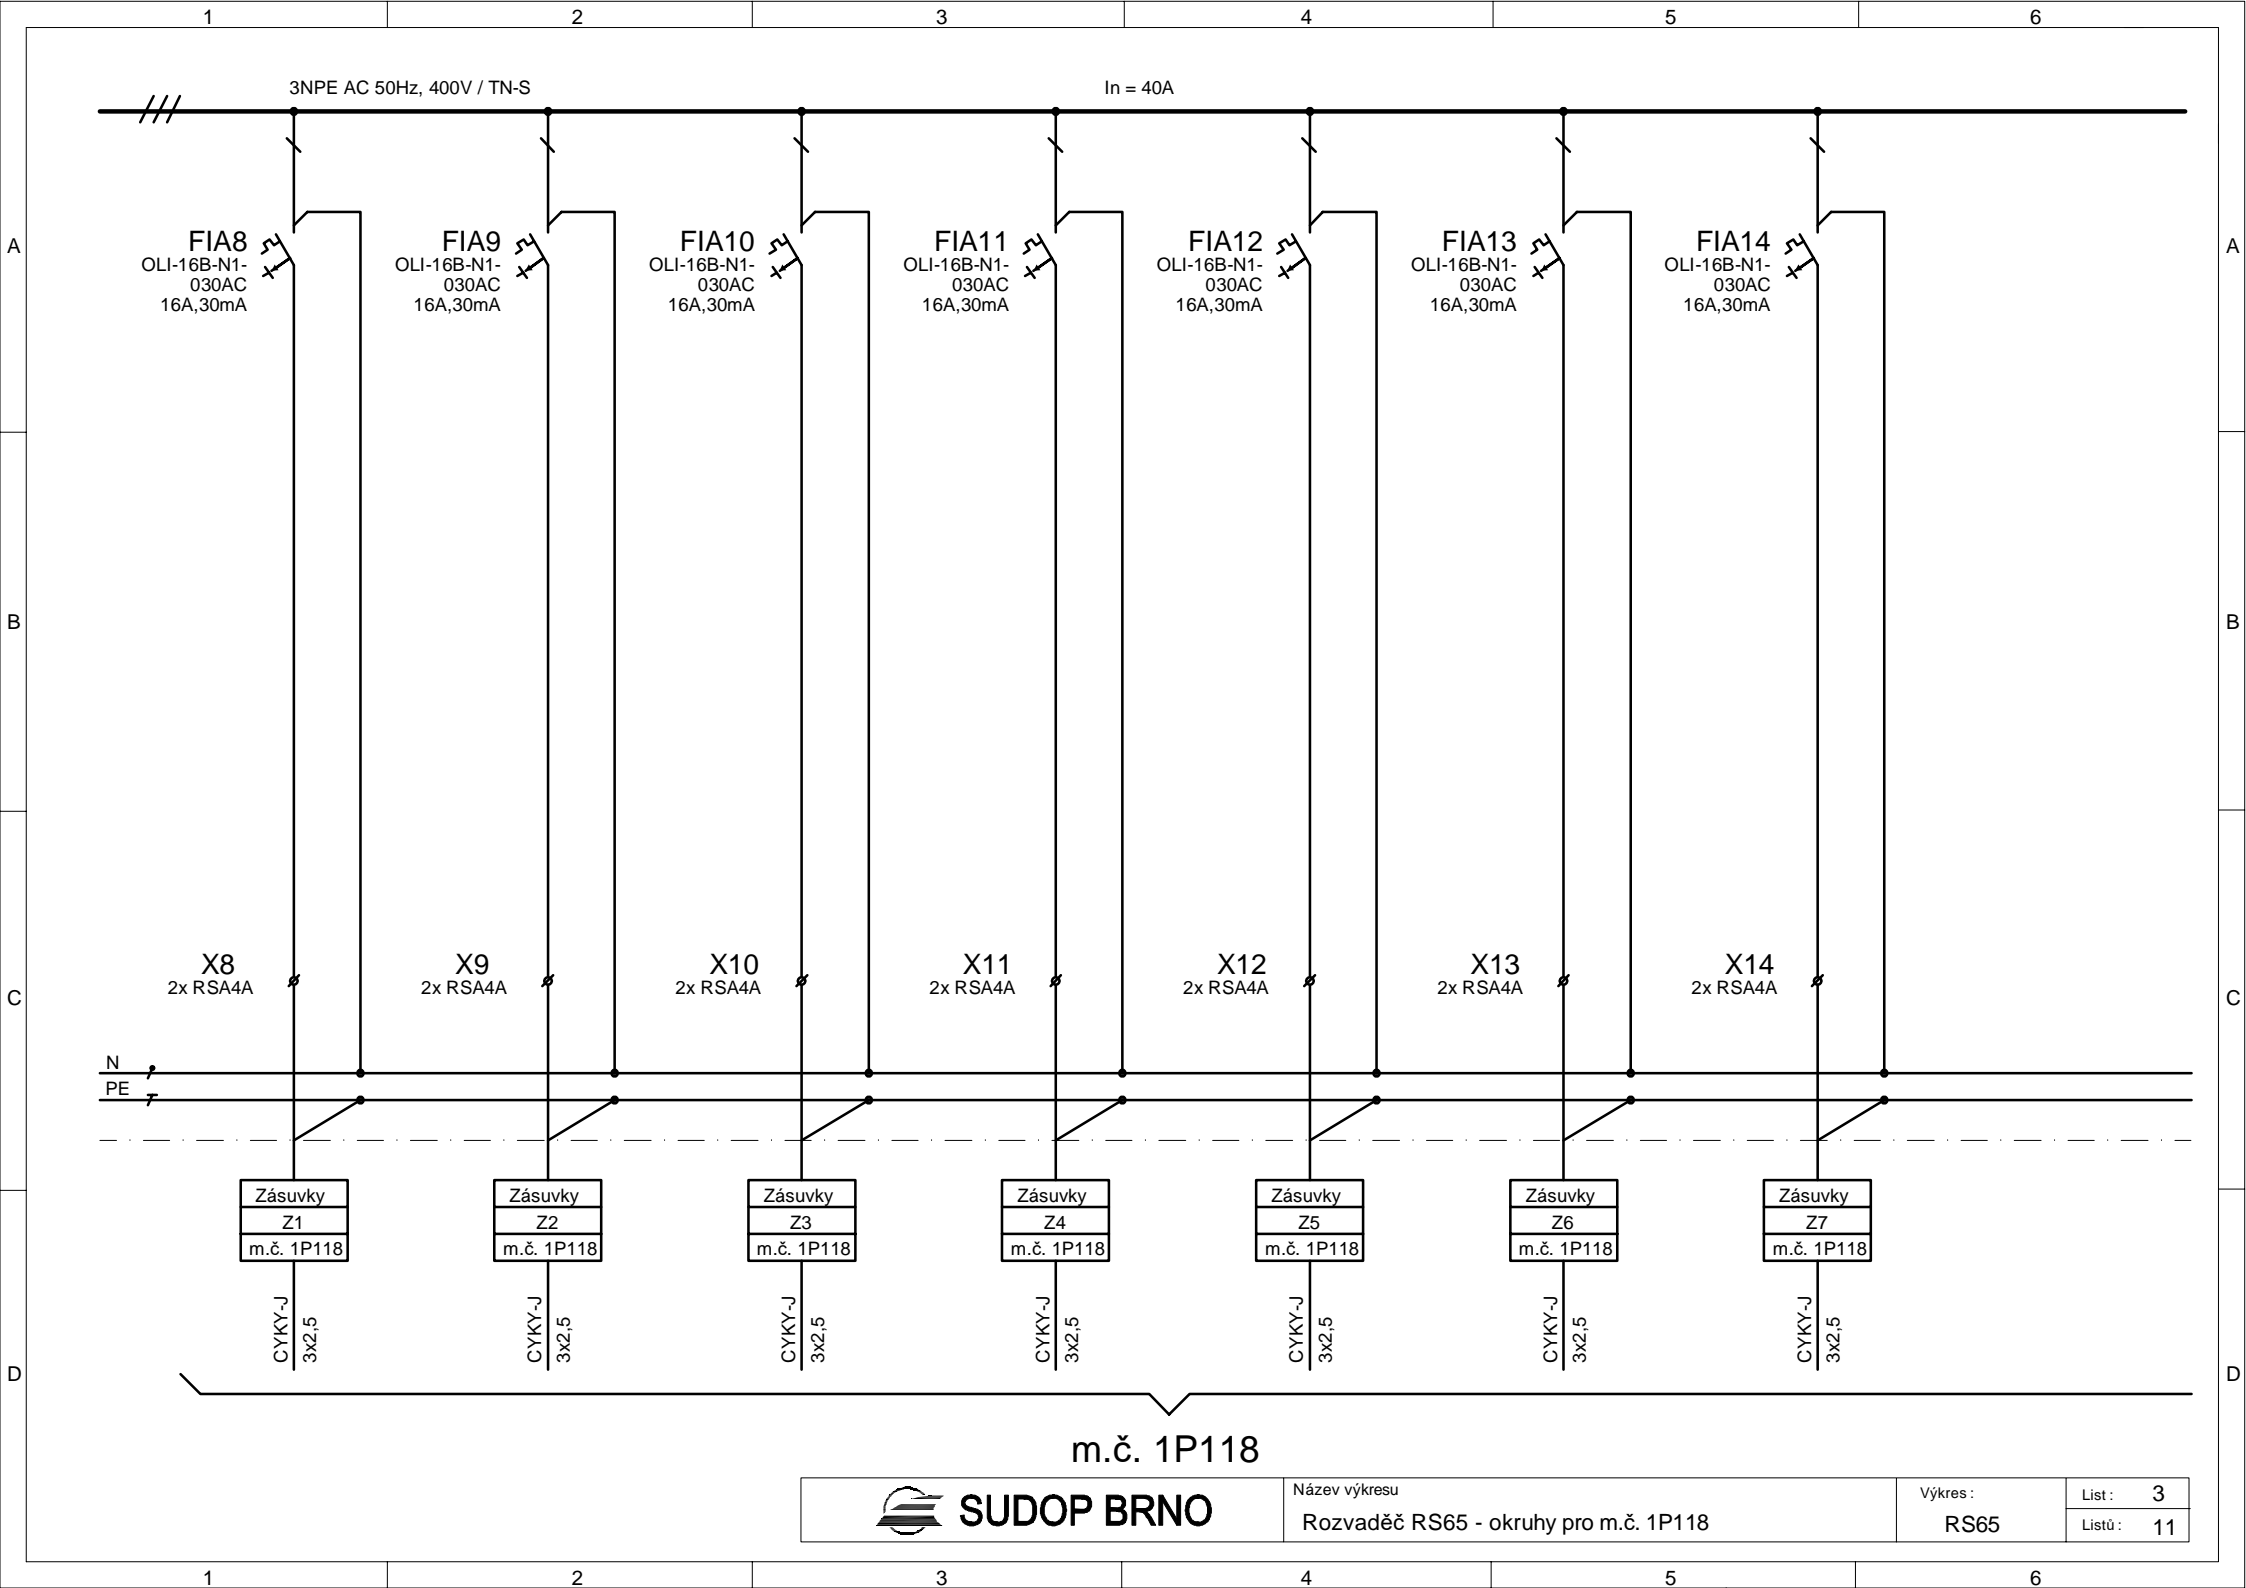 1 2 3 4 5 6
3NPE AC 50Hz, 400V / TN-S In = 40A
A A
FIA8 FIA9 FIA10 FIA11 FIA12 FIA13 FIA14
OLI-16B-N1- OLI-16B-N1- OLI-16B-N1- OLI-16B-N1- OLI-16B-N1- OLI-16B-N1- OLI-16B-N1-
030AC 030AC 030AC 030AC 030AC 030AC 030AC
16A,30mA 16A,30mA 16A,30mA 16A,30mA 16A,30mA 16A,30mA 16A,30mA
B B
X8 X9 X10 X11 X12 X13 X14
2x RSA4A 2x RSA4A 2x RSA4A 2x RSA4A 2x RSA4A 2x RSA4A 2x RSA4A
C C
N
PE
Zásuvky Zásuvky Zásuvky Zásuvky Zásuvky Zásuvky Zásuvky
Z1 Z2 Z3 Z4 Z5 Z6 Z7
m.č. 1P118 m.č. 1P118 m.č. 1P118 m.č. 1P118 m.č. 1P118 m.č. 1P118 m.č. 1P118
CYKY-J CYKY-J CYKY-J CYKY-J CYKY-J CYKY-J CYKY-J
3x2,5 3x2,5 3x2,5 3x2,5 3x2,5 3x2,5 3x2,5
D D
m.č. 1P118
SUDOP BRNO
Název výkresu
Rozvaděč RS65 - okruhy pro m.č. 1P118
Výkres :
RS65
List : 3
Listů : 11
1 2 3 4 5 6